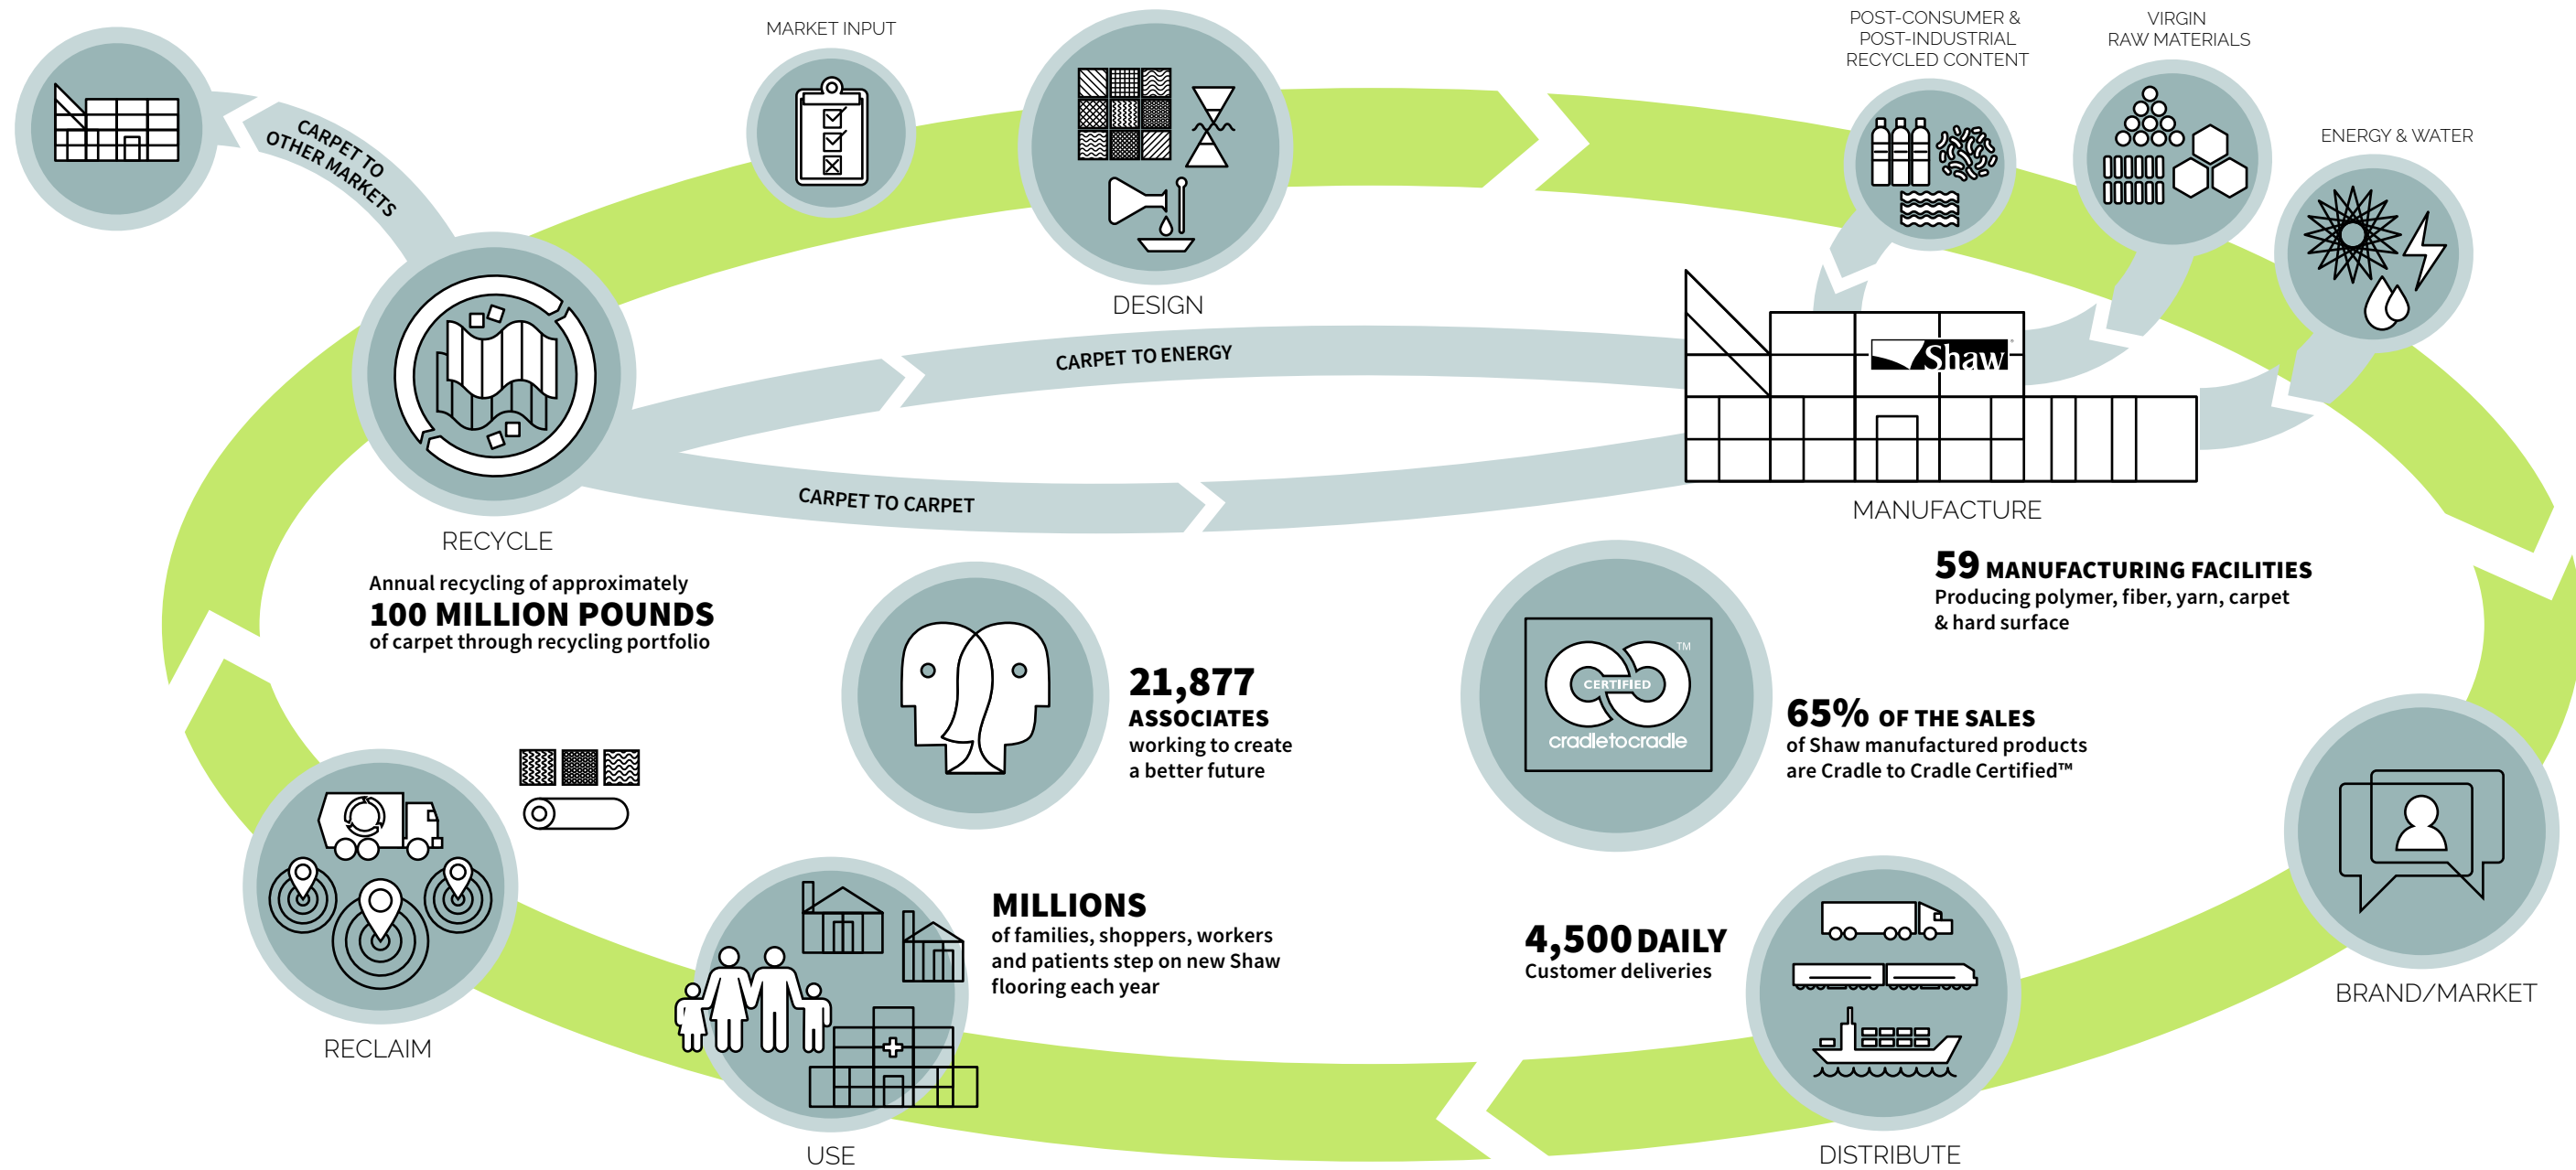 MARKET INPUT
POST-CONSUMER &
POST-INDUSTRIAL
RECYCLED CONTENT
VIRGIN
RAW MATERIALS
ENERGY & WATER
CARPET TO
OTHER MARKETS
DESIGN
CARPET TO ENERGY
Shaw
CARPET TO CARPET
MANUFACTURE
RECYCLE
Annual recycling of approximately
100 MILLION POUNDS
of carpet through recycling portfolio
59 MANUFACTURING FACILITIES
Producing polymer, fiber, yarn, carpet
& hard surface
21,877
ASSOCIATES
working to create
a better future
TM
CERTIFIED
cradletocradle
65% OF THE SALES
of Shaw manufactured products
are Cradle to Cradle Certified™
MILLIONS
of families, shoppers, workers
and patients step on new Shaw
flooring each year
4,500 DAILY
Customer deliveries
BRAND/MARKET
RECLAIM
USE
DISTRIBUTE